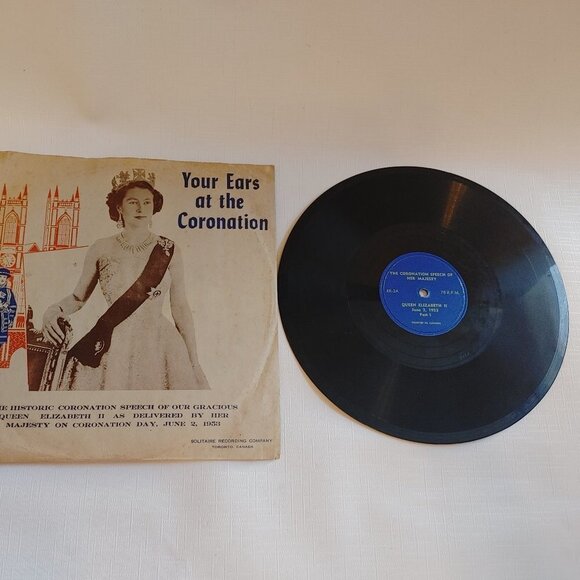 Your Ears
at the
Coronation
HE HISTORIC CORONATION SPEECH OF OUR GRACIOUS
QUEEN ELIZABETH II AS DELIVERED BY HER
MAJESTY ON CORONATION DAY, JUNE 2, 1953
SOLITAIRE RECORDING COMPANY
TORONTO, CANADA
THE CORONATION SPEECH OF
HER MAJESTY
78 R.P.M.
QUEEN ELIZABETH II
June 2, 1953
Part 1